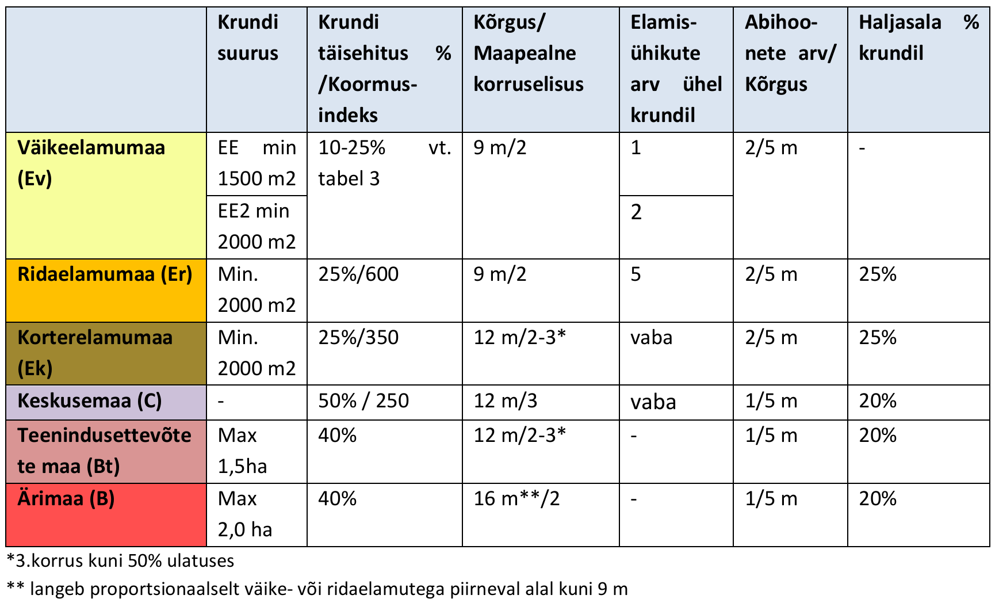 Krundi
suurus
Krundi
täisehitus %
/Koormus-
indeks
Kõrgus/
Maapealne
korruselisus
Elamis-
ühikute
arv ühel
krundil
Abihoo-
nete arv/
Kõrgus
Haljasala %
krundil
Väikeelamumaa
(Ev)
EE min
1500 m2
EE2 min
2000 m2
10-25% vt.
tabel 3
9 m/2
1
2
2/5 m
-
Ridaelamumaa (Er)
Min.
2000 m2
25%/600
9 m/2
5
2/5 m
25%
Korterelamumaa
(Ek)
Min.
2000 m2
25%/350
12 m/2-3*
vaba
2/5 m
25%
Keskusemaa (C)
-
50% / 250
12 m/3
vaba
1/5 m
20%
Teenindusettevõte
te maa (Bt)
Max
1,5ha
40%
12 m/2-3*
-
1/5 m
20%
Ärimaa (B)
Max
2,0 ha
40%
16 m**/2
-
1/5 m
20%
*3.korrus kuni 50% ulatuses
** langeb proportsionaalselt väike- või ridaelamutega piirneval alal kuni 9 m